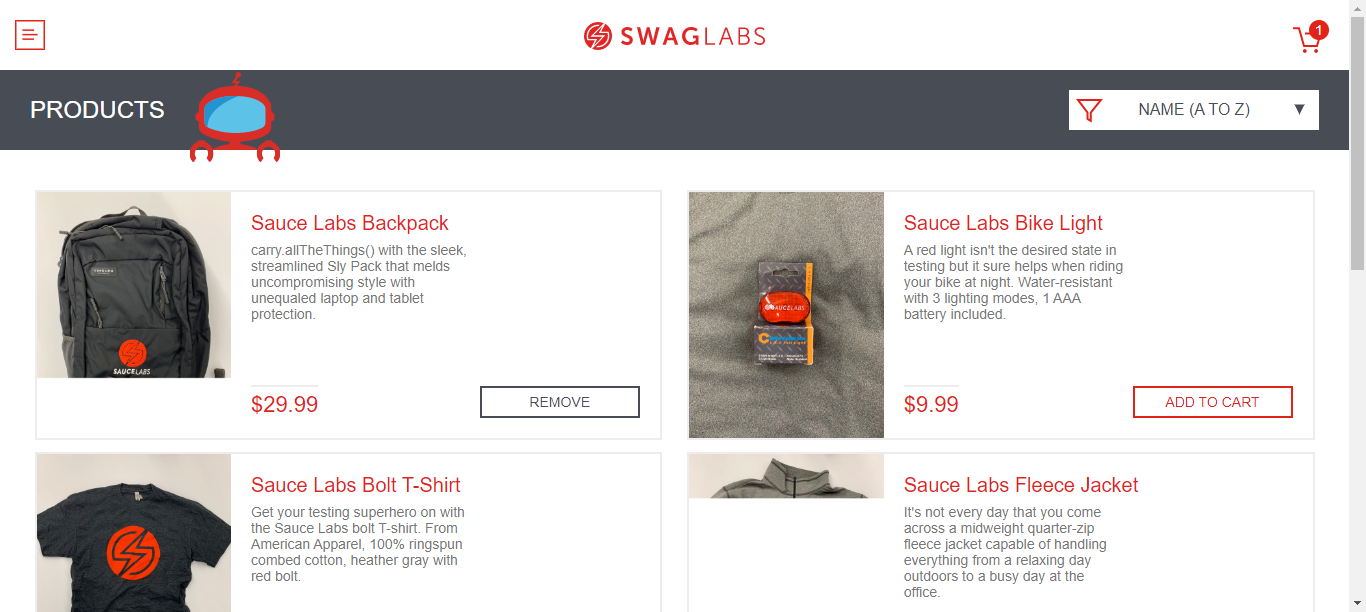 SWAGLABS
1
PRODUCTS
NAME (A TO Z)
Sauce Labs Backpack
carry.allTheThings() with the sleek,
streamlined Sly Pack that melds
uncompromising style with
unequaled laptop and tablet
protection.
$29.99
REMOVE
SAUCELABS
Sauce Labs Bike Light
A red light isn't the desired state in
testing but it sure helps when riding
your bike at night. Water-resistant
with 3 lighting modes, 1 AAA
battery included.
$9.99
ADD TO CART
SAUCELABS
Sauce Labs Bolt T-Shirt
Get your testing superhero on with
the Sauce Labs bolt T-shirt. From
American Apparel, 100% ringspun
combed cotton, heather gray with
red bolt.
Sauce Labs Fleece Jacket
It's not every day that you come
across a midweight quarter-zip
fleece jacket capable of handling
everything from a relaxing day
outdoors to a busy day at the
office.